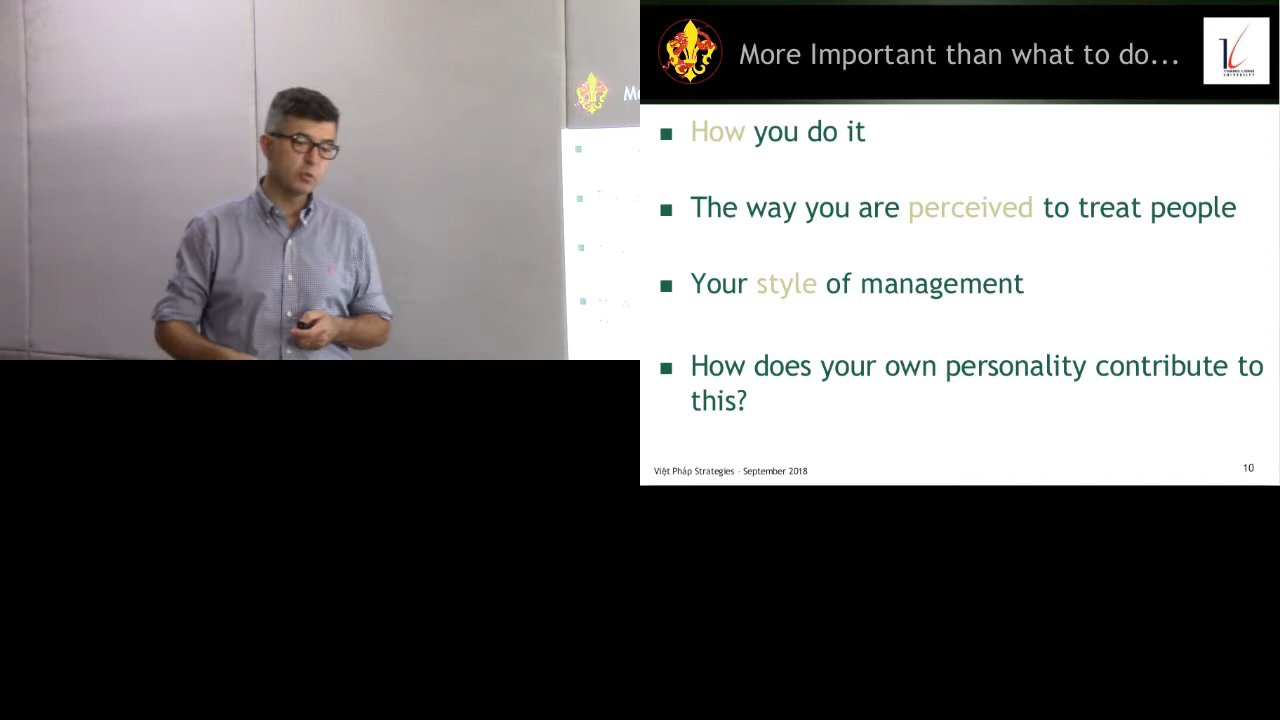 More Important than what to do...
■ How you do it
■ The way you are perceived to treat people
■ Your style of management
■ How does your own personality contribute to
this?
Việt Pháp Strategies - September 2018
10
UNIVERSITY